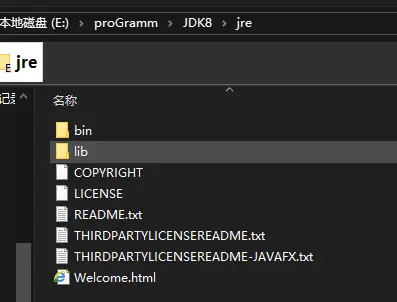 本地磁盘 (E:) > proGramm > JDK8 > jre
E jre
记录
名称
bin
lib
COPYRIGHT
LICENSE
README.txt
THIRDPARTYLICENSEREADME.txt
THIRDPARTYLICENSEREADME-JAVAFX.txt
Welcome.html